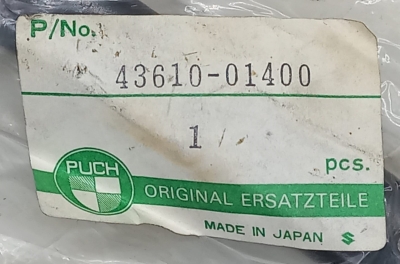 P/No.
43610-01400
1
pcs.
PUCH
ORIGINAL ERSATZTEILE
MADE IN JAPAN